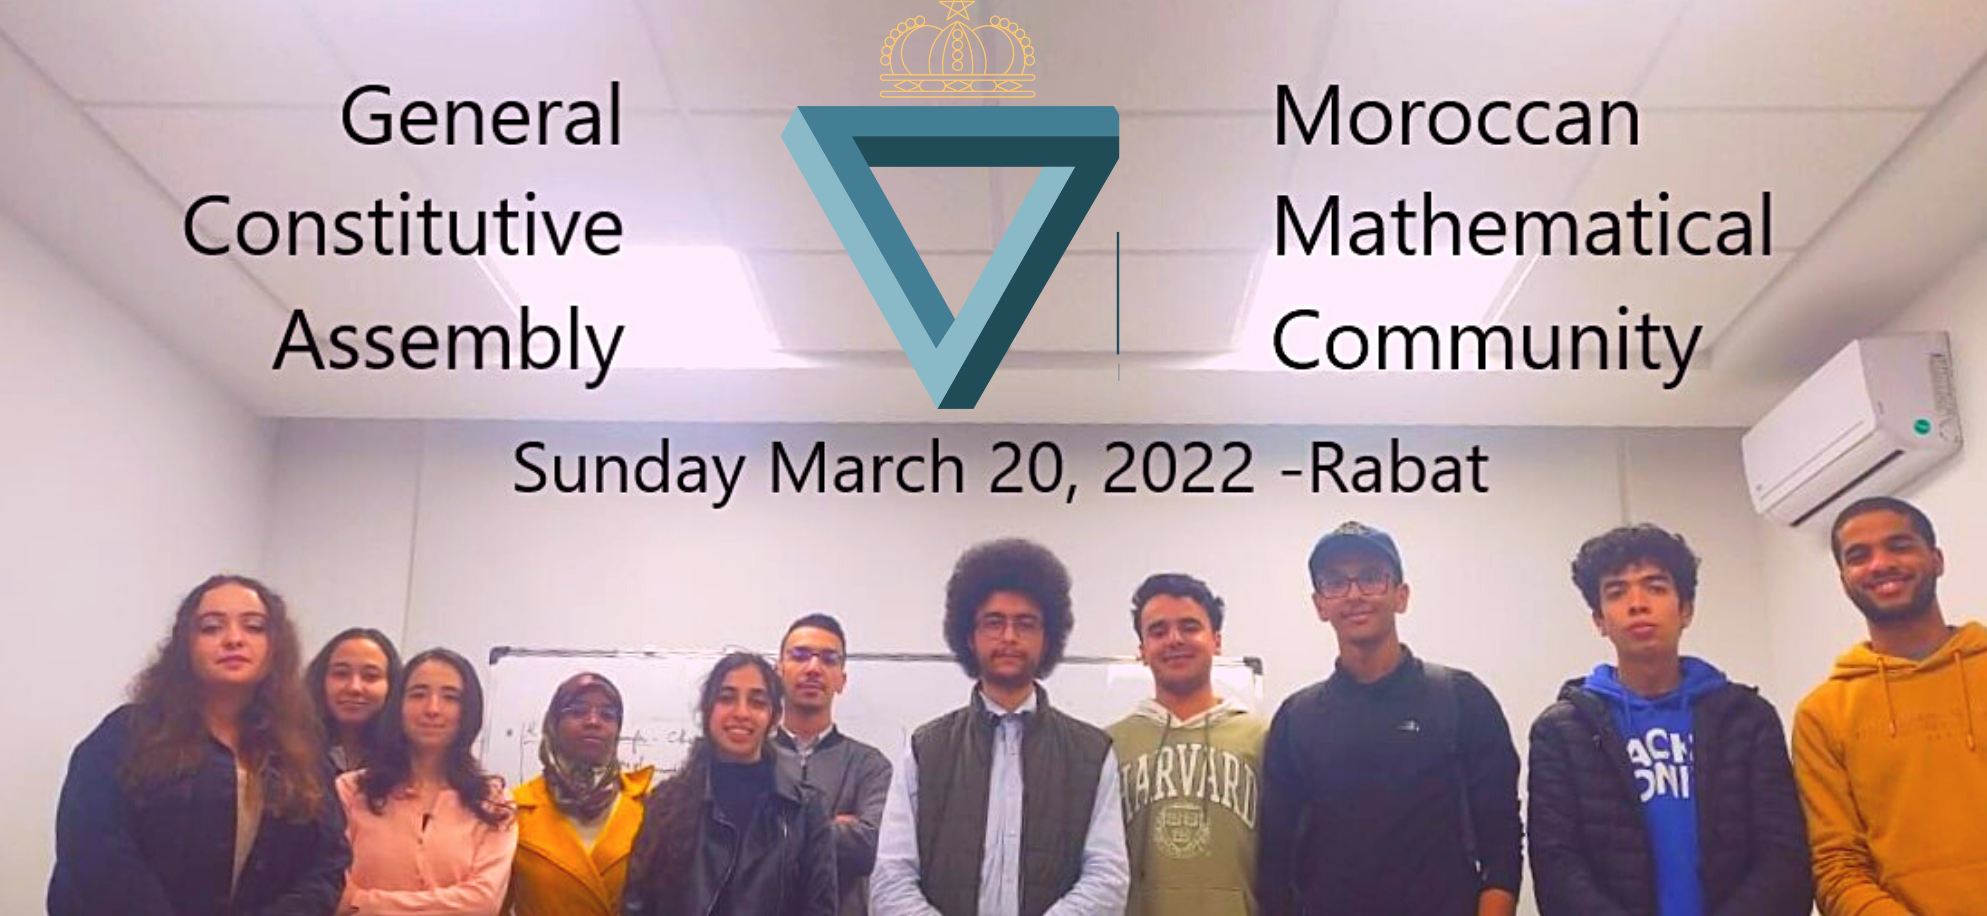 General
Constitutive
Assembly
Moroccan
Mathematical
Community
Sunday March 20, 2022 -Rabat
HARVARD